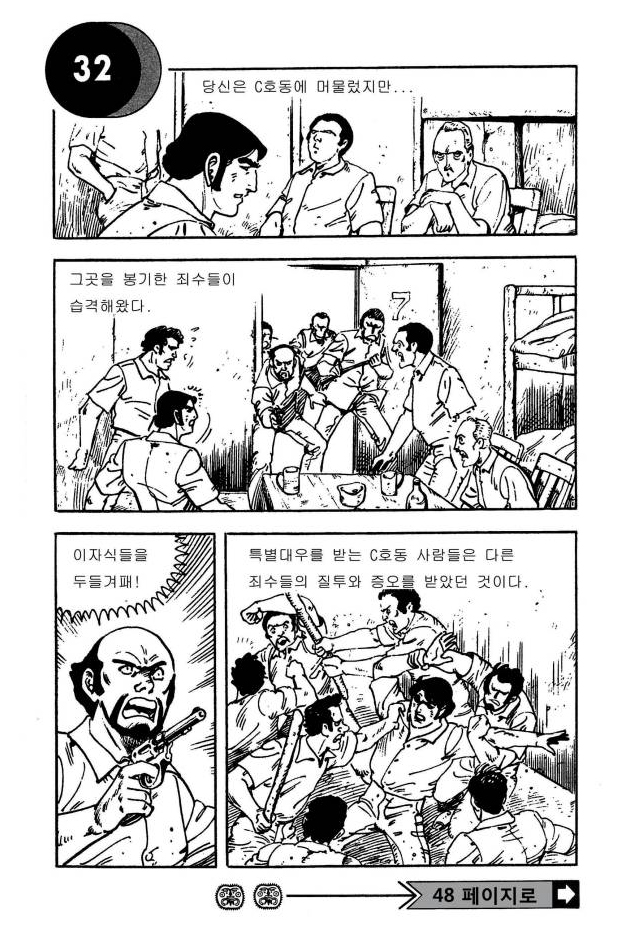 32
당신은 C호동에 머물렀지만...
그곳을 봉기한 죄수들이
습격해왔다.
7
이자식들을
두들겨패!
특별대우를 받는 C호동 사람들은 다른
죄수들의 질투와 증오를 받았던 것이다.
48 페이지로